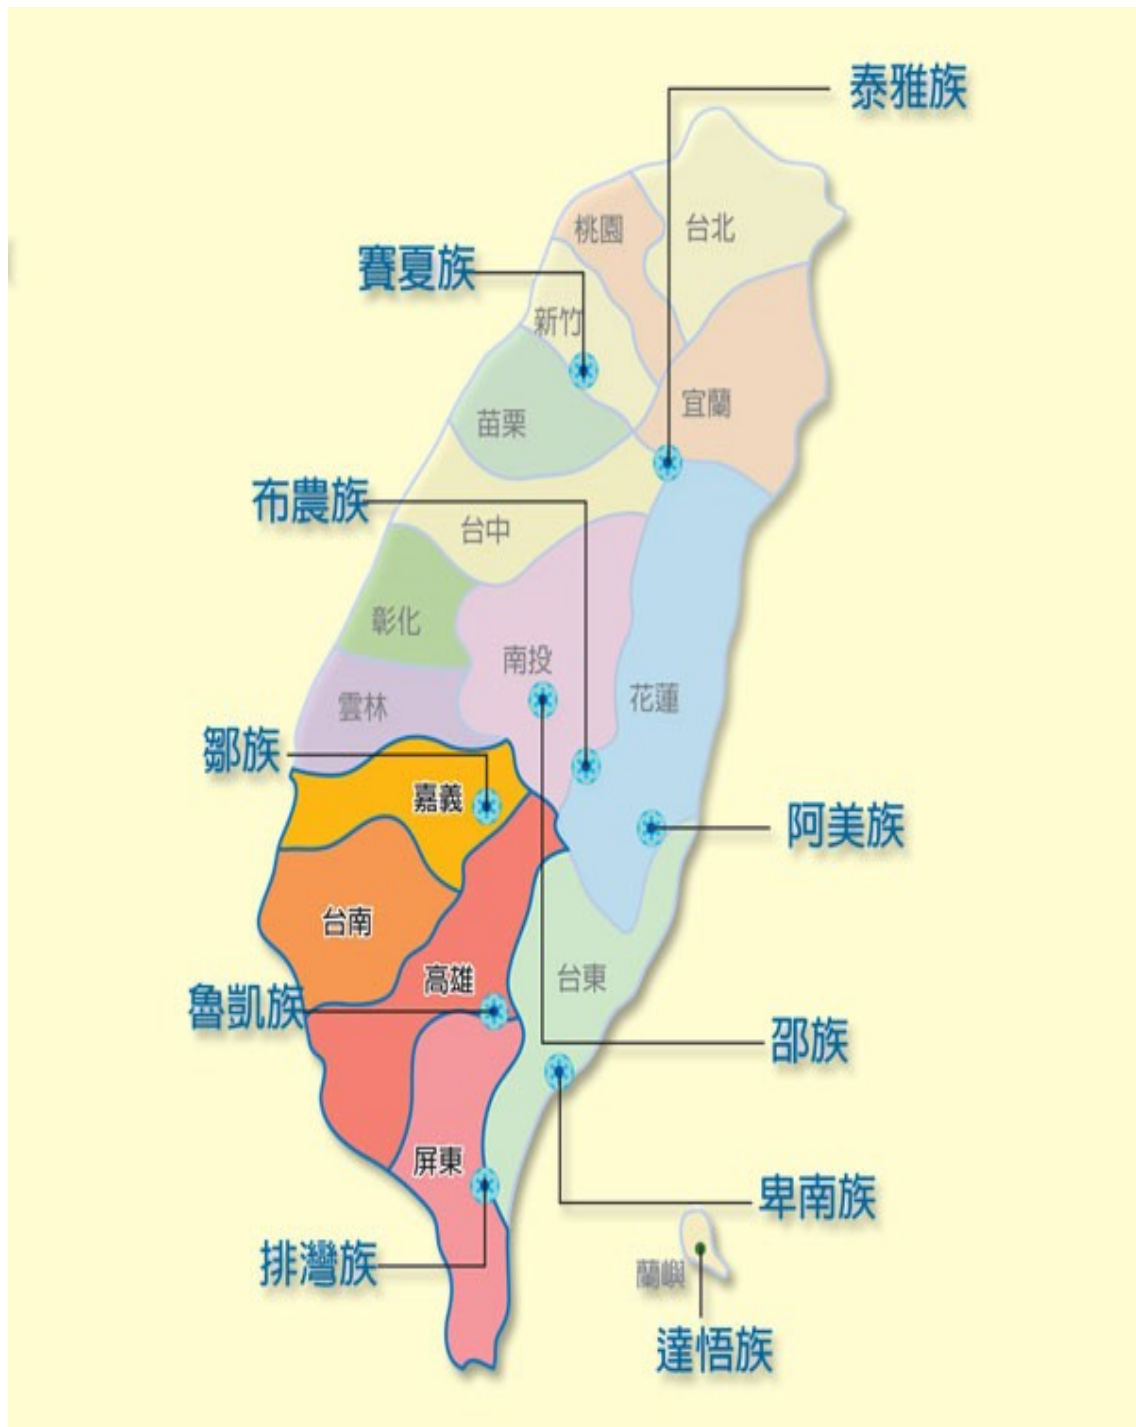 泰雅族
台北
桃園
賽夏族
新竹
宜蘭
苗栗
布農族
台中
彰化
南投
花蓮
雲林
鄒族
嘉義
阿美族
台南
高雄
台東
魯凱族
邵族
屏東
卑南族
排灣族
蘭嶼
達悟族